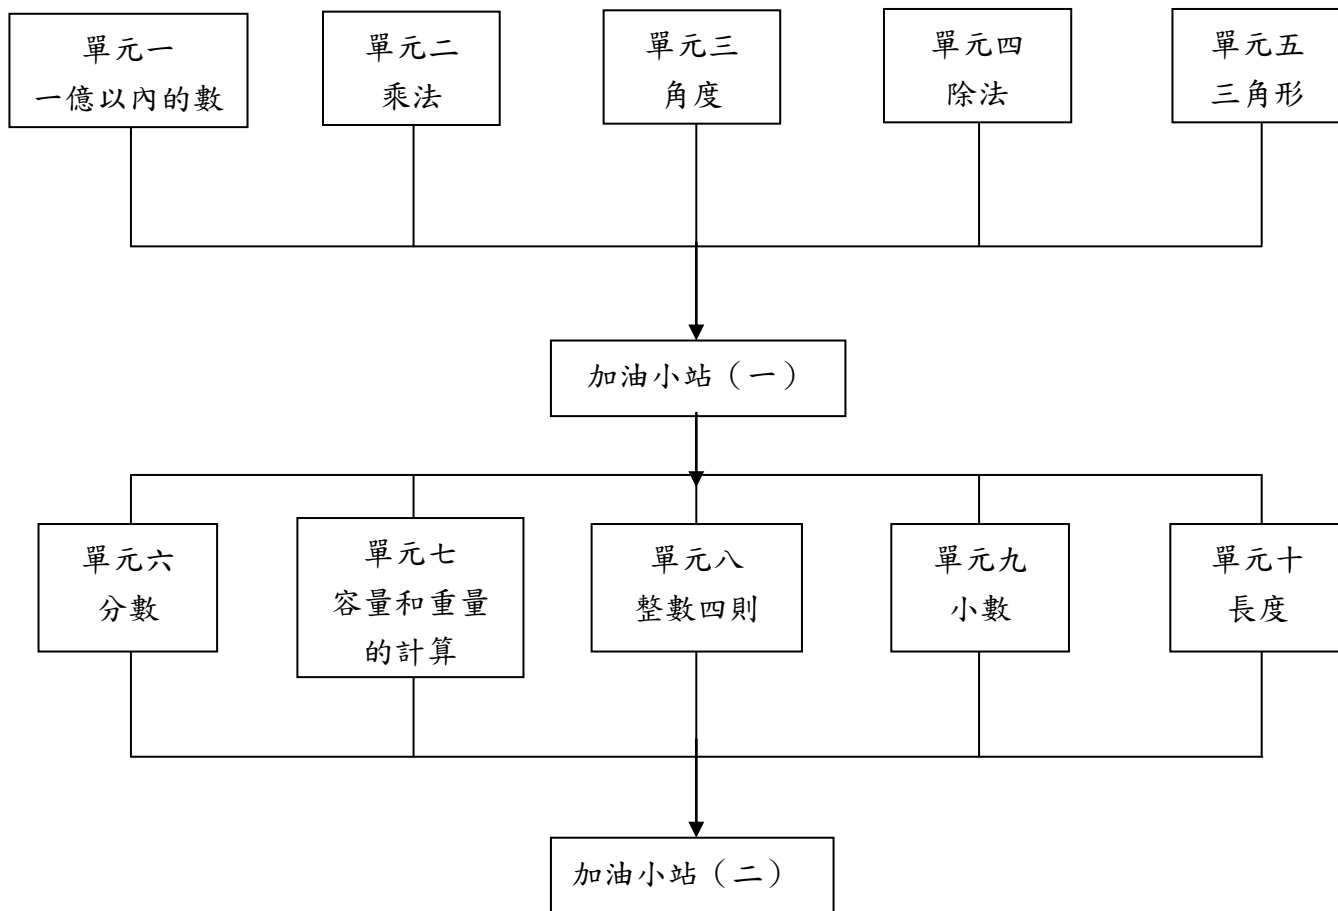 單元一
一億以內的數
單元二
乘法
單元三
角度
單元四
除法
單元五
三角形
加油小站（一）
單元六
分數
單元七
容量和重量
的計算
單元八
整數四則
單元九
小數
單元十
長度
加油小站（二）